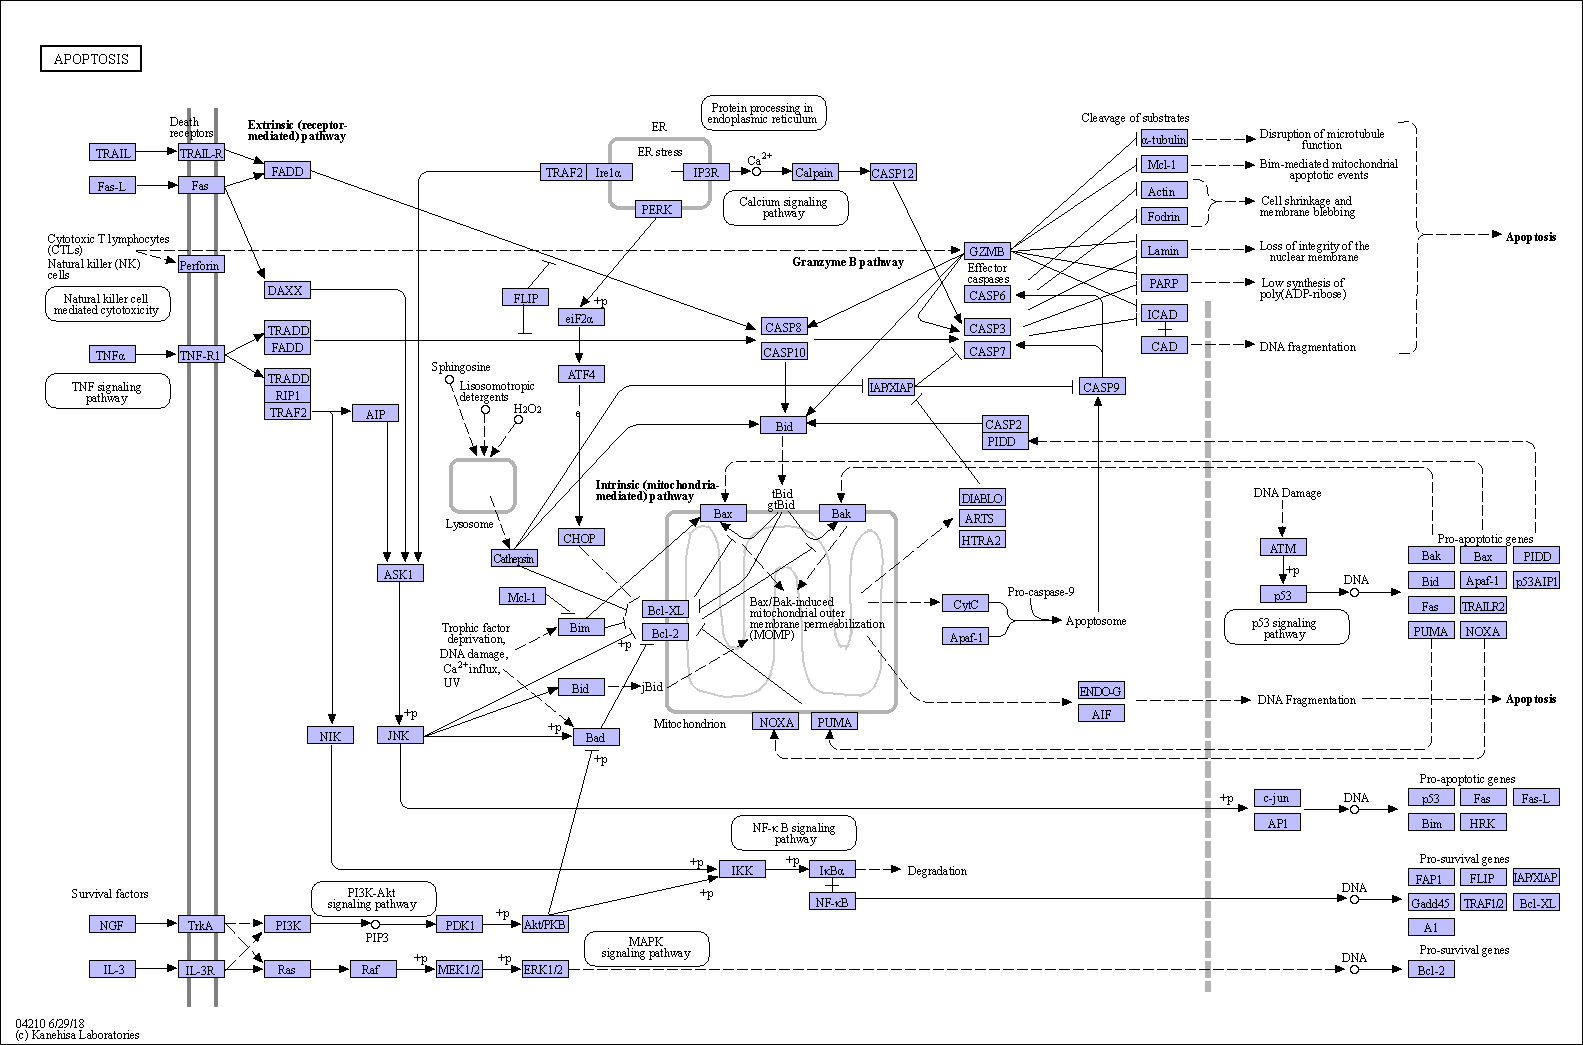 APOPTOSIS
Death
receptors
Extrinsic (receptor-
mediated) pathway
TRAIL
TRAIL-R
FADD
Fas-L
Fas
Cytotoxic T lymphocytes
(CTLs)
Natural killer (NK)
cells
Perforin
Natural killer cell
mediated cytotoxicity
DAXX
TRADD
FADD
TNFα
TNF-R1
TNF signaling
pathway
TRADD
RIP1
TRAF2
AIP
Protein processing in
endoplasmic reticulum
ER
ER stress
TRAF2
Ire1α
IP3R
Ca2+
Calpain
CASP12
PERK
Calcium signaling
pathway
Granzyme B pathway
FLIP
+p
eiF2α
ATF4
e
CHOP
Sphingosine
Lisosomotropic
detergents
H2O2
Lysosome
Cathepsin
GZMB
Effector
caspases
CASP6
CASP3
CASP7
CASP8
CASP10
IAP/XIAP
CASP9
Bid
CASP2
PIDD
Cleavage of substrates
α-tubulin
Disruption of microtubule
function
Mcl-1
Bim-mediated mitochondrial
apoptotic events
Actin
Fodrin
Cell shrinkage and
membrane blebbing
Lamin
Loss of integrity of the
nuclear membrane
PARP
Low synthesis of
poly(ADP-ribose)
ICAD
CAD
DNA fragmentation
Apoptosis
Intrinsic (mitochondria-
mediated) pathway
tBid
gtBid
Bax
Bak
DIABLO
ARTS
HTRA2
ASK1
Mcl-1
Bim
Bcl-XL
Bcl-2
+p
Bax/Bak-induced
mitochondrial outer
membrane permeabilization
(MOMP)
CytC
Apaf-1
Pro-caspase-9
Apoptosome
Trophic factor
deprivation,
DNA damage,
Ca2+ influx,
UV
Bid
jBid
Mitochondrion
NOXA
PUMA
ENDO-G
AIF
DNA Damage
ATM
+p
p53
DNA
p53 signaling
pathway
Pro-apoptotic genes
Bak
Bax
PIDD
Bid
Apaf-1
p53AIP1
Fas
TRAILR2
PUMA
NOXA
DNA Fragmentation
Apoptosis
NIK
+p
JNK
+p
Bad
+p
+p
c-jun
AP1
DNA
Pro-apoptotic genes
p53
Fas
Fas-L
Bim
HRK
NF-κB signaling
pathway
+p
IKK
+p
IκBα
Degradation
+p
NF-κB
DNA
Pro-survival genes
FAP1
FLIP
IAP/XIAP
Gadd45
TRAF1/2
Bcl-XL
A1
Survival factors
PI3K-Akt
signaling pathway
NGF
TrkA
PI3K
PIP3
PDK1
+p
Akt/PKB
MAPK
signaling pathway
IL-3
IL-3R
Ras
Raf
+p
MEK1/2
+p
ERK1/2
DNA
Pro-survival genes
Bcl-2
04210 6/29/18
(c) Kanehisa Laboratories